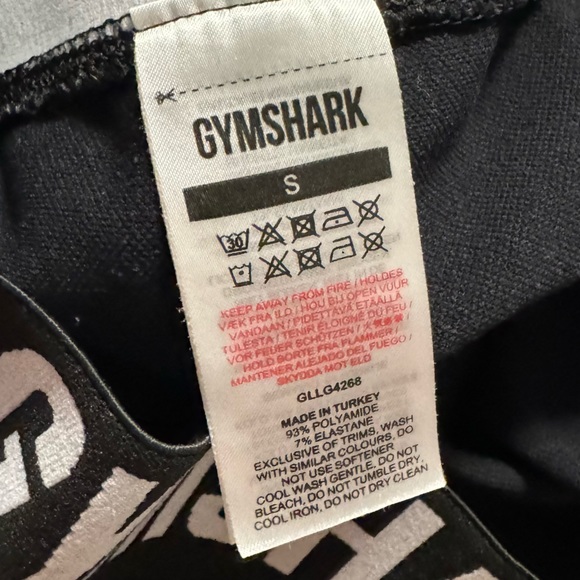 GYMSHARK
S
30
KEEP AWAY FROM FIRE / HOLDES
VÆK FRA ILD / HOU BIJ OPEN VUUR
VANDAAN / PIDETTÄVÄ ETÄÄLLÄ
TULESTA / TENIR ÉLOIGNÉ DU FEU /
VOR FEUER SCHÜTZEN /
HOLD BORTE FRA FLAMMER /
MANTENER ALEJADO DEL FUEGO /
SKYDDA MOT ELD
GLLG4268
MADE IN TURKEY
93% POLYAMIDE
7% ELASTANE
EXCLUSIVE OF TRIMS, WASH
WITH SIMILAR COLOURS, DO
NOT USE SOFTENER
COOL WASH GENTLE, DO NOT
BLEACH, DO NOT TUMBLE DRY,
COOL IRON, DO NOT DRY CLEAN